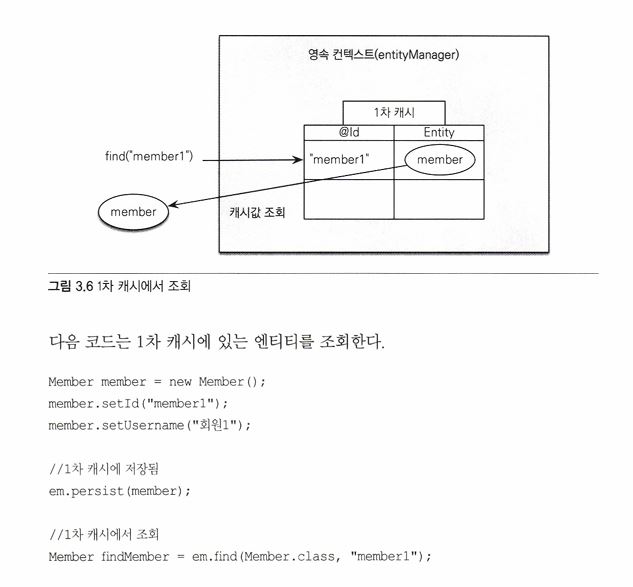 영속 컨텍스트(entityManager)
1차 캐시
@Id Entity
find("member1") "member1" member
member 캐시값 조회
그림 3.6 1차 캐시에서 조회
다음 코드는 1차 캐시에 있는 엔티티를 조회한다.
Member member = new Member();
member.setId("member1");
member.setUsername("회원1");
//1차 캐시에 저장됨
em.persist(member);
//1차 캐시에서 조회
Member findMember = em.find(Member.class, "member1");